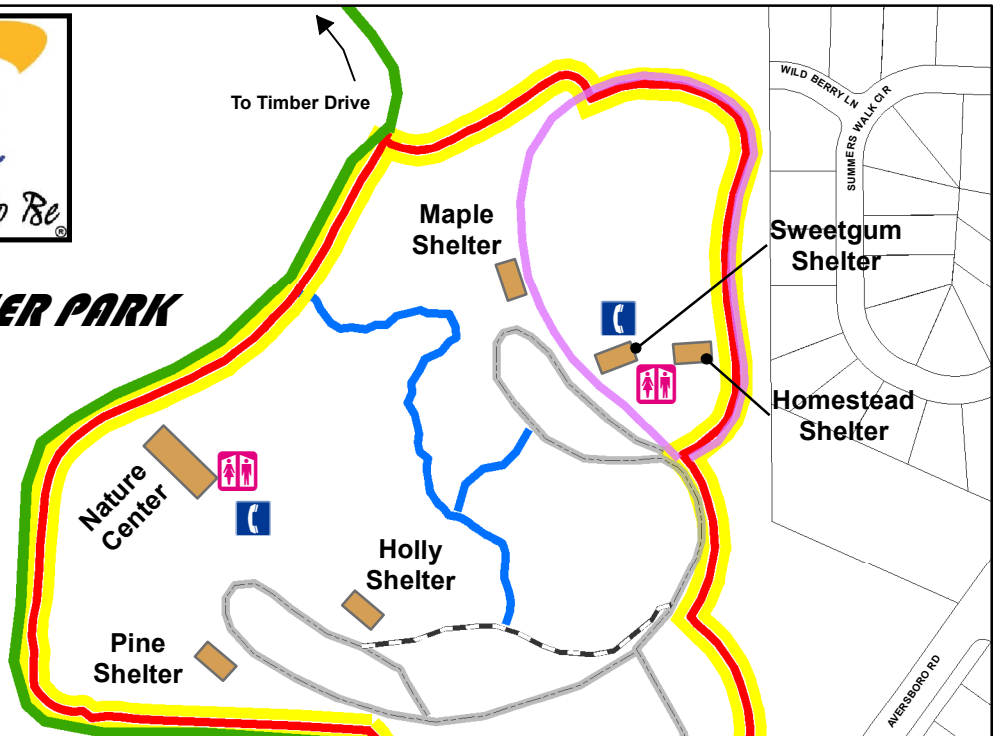 To Timber Drive
WILD BERRY LN
SUMMERS WALK CIR
Be
®
Maple
Shelter
Sweetgum
Shelter
PARK
Homestead
Shelter
Nature
Center
Holly
Shelter
Pine
Shelter
AVERSBORO RD